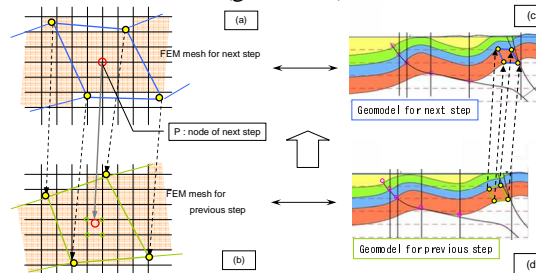 (a)
(c)
FEM mesh for next step
Geomodel for next step
P : node of next step
FEM mesh for
previous step
Geomodel for previous step
(b)
(d)